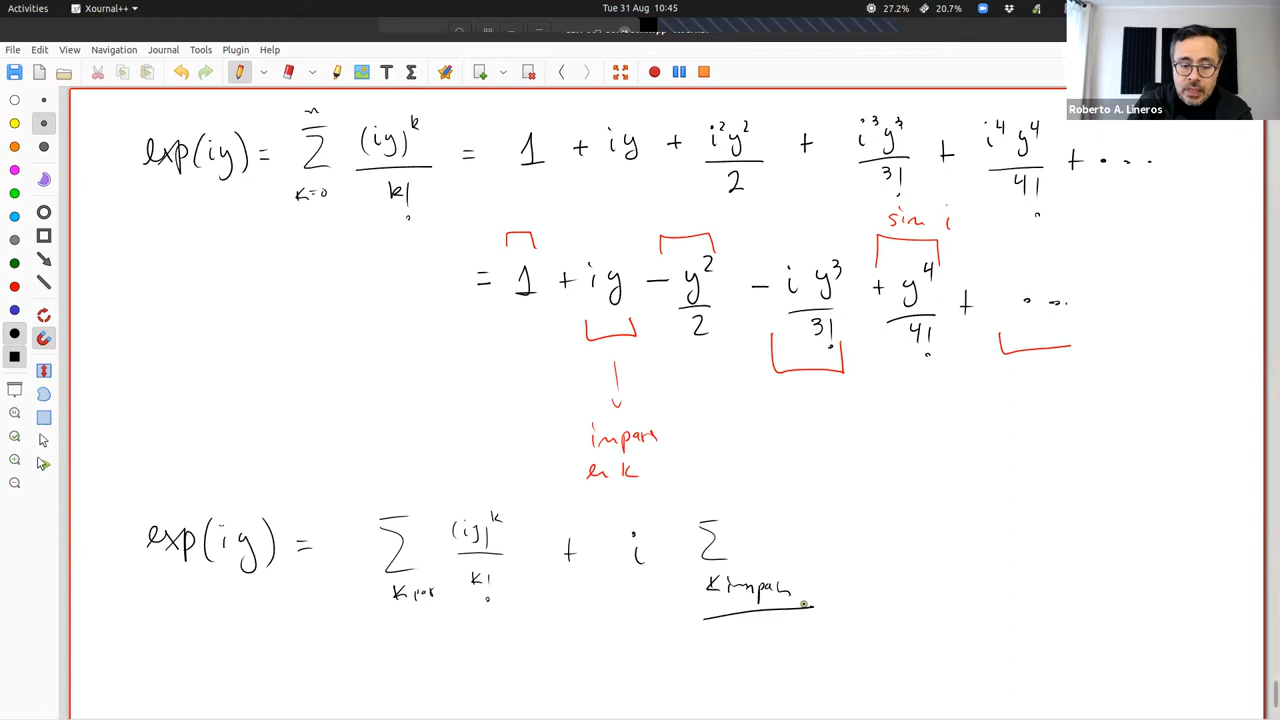 Activities Xournal++ Tue 31 Aug 10:45 27.2% 20.7%
File Edit View Navigation Journal Tools Plugin Help
Roberto A. Lineros
exp(iy) = ∑_{k=0}^{n} (iy)^k / k! = 1 + iy + i²y²/2 + i³y³/3! + i⁴y⁴/4! + ...
sin i
= 1 + iy − y²/2 − i y³/3! + y⁴/4! + ...
impara
en k
exp(iy) = ∑_{k par} (iy)^k / k! + i ∑_{k impar}